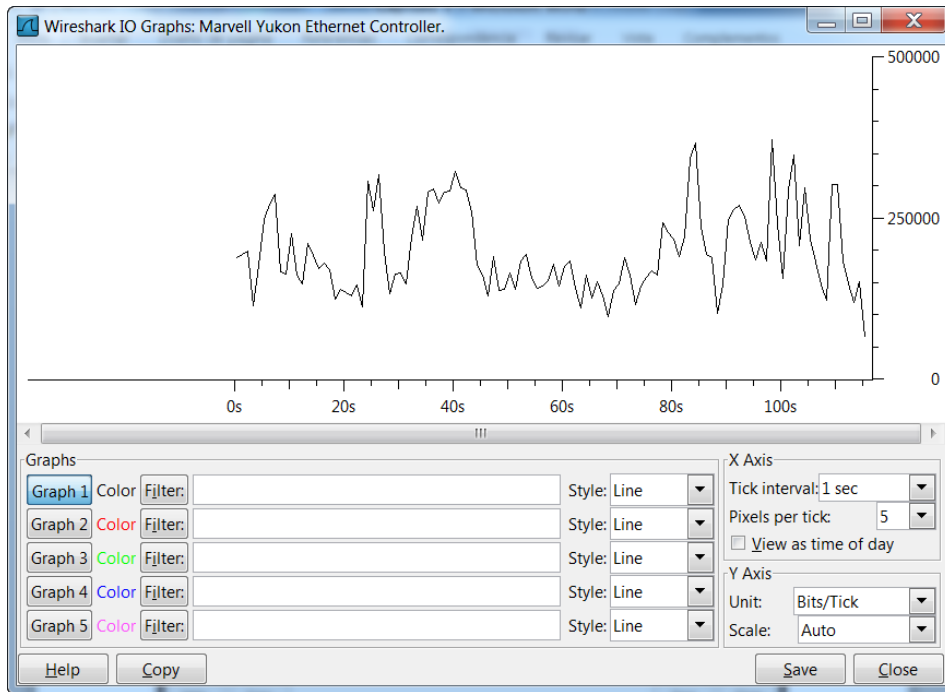 Wireshark IO Graphs: Marvell Yukon Ethernet Controller.
500000
250000
0
0s 20s 40s 60s 80s 100s
Graphs
Graph 1 Color Filter: Style: Line
Graph 2 Color Filter: Style: Line
Graph 3 Color Filter: Style: Line
Graph 4 Color Filter: Style: Line
Graph 5 Color Filter: Style: Line
X Axis
Tick interval: 1 sec
Pixels per tick: 5
View as time of day
Y Axis
Unit: Bits/Tick
Scale: Auto
Help Copy Save Close